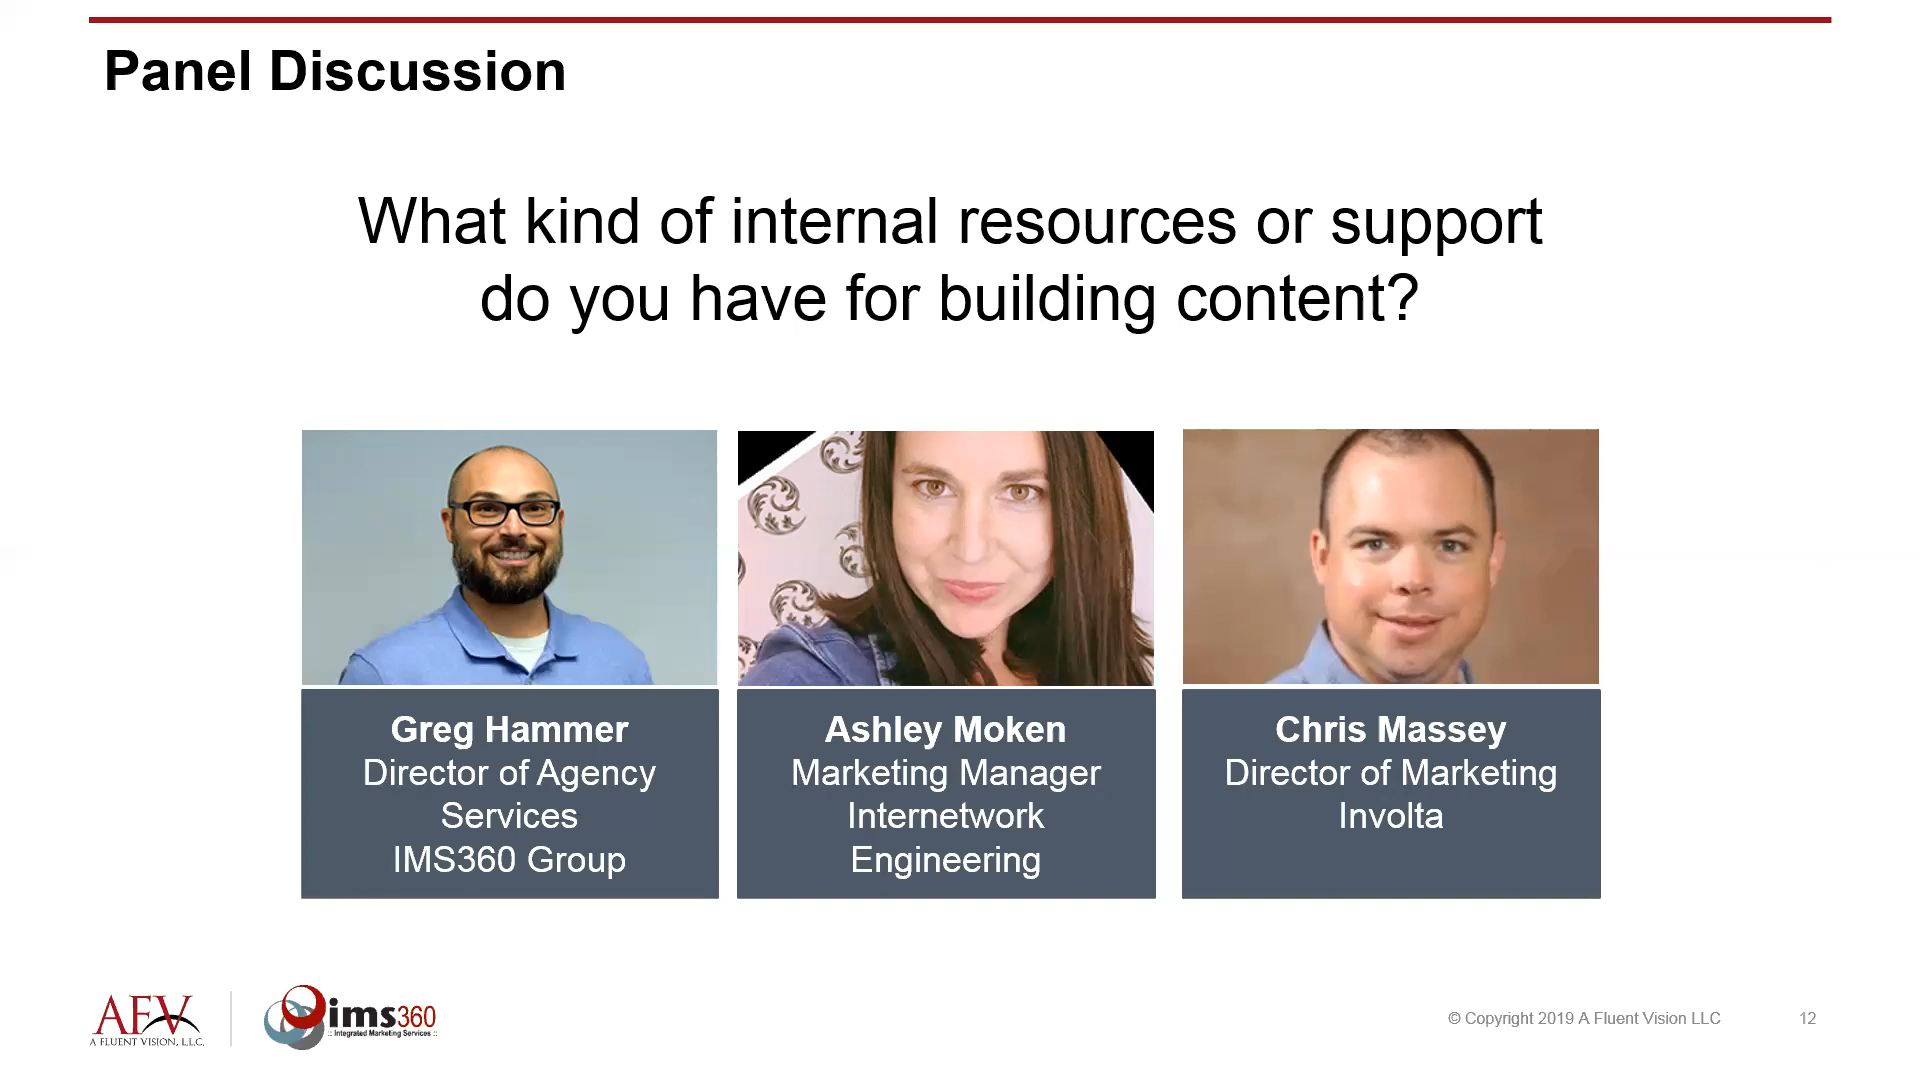 Panel Discussion
What kind of internal resources or support
do you have for building content?
Greg Hammer
Director of Agency
Services
IMS360 Group
Ashley Moken
Marketing Manager
Internetwork
Engineering
Chris Massey
Director of Marketing
Involta
AFV
A FLUENT VISION, L.L.C.
ims360
:: Integrated Marketing Services ::
© Copyright 2019 A Fluent Vision LLC
12